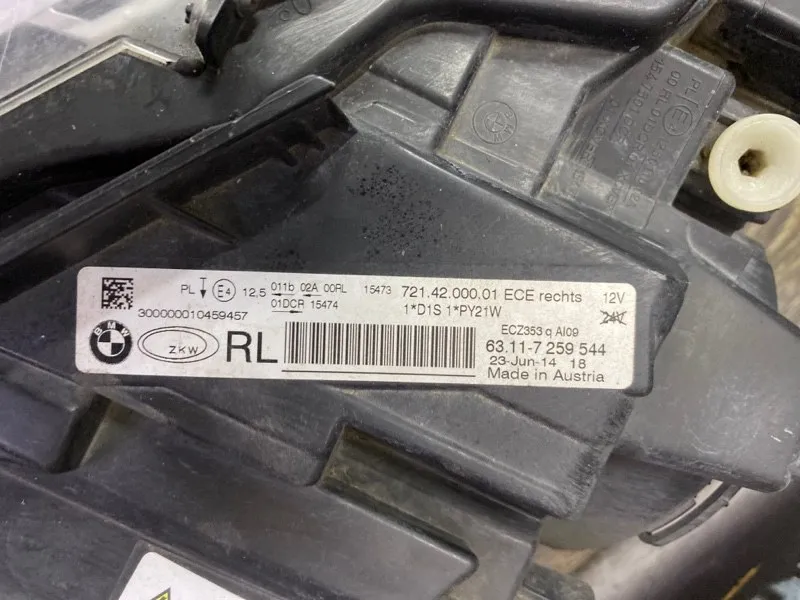 PL E4 12,5 011b 02A 00RL 15473 721.42.000.01 ECE rechts 12V
01DCR 15474 1*D1S 1*PY21W 24V
3000000010459457
ECZ353 q AI09
BMW ZKW RL 63.11-7 259 544
23-Jun-14 18
Made in Austria